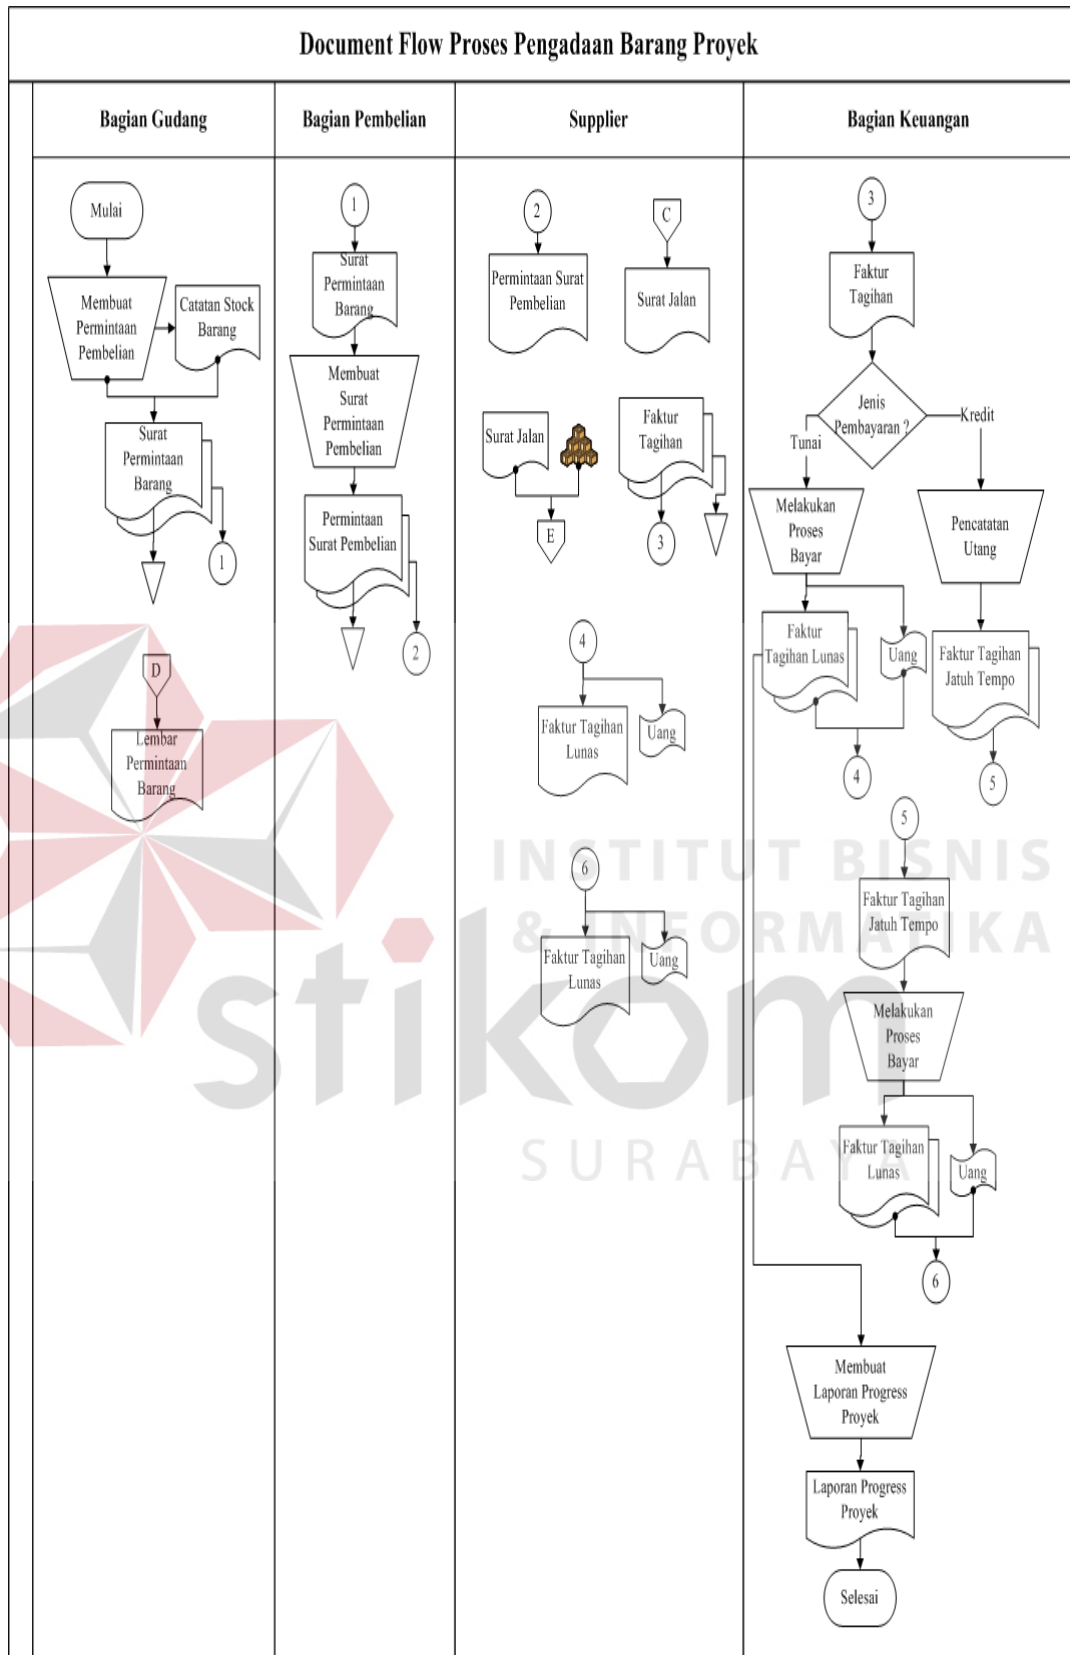 Document Flow Proses Pengadaan Barang Proyek
Bagian Gudang
Bagian Pembelian
Supplier
Bagian Keuangan
Mulai
Membuat
Permintaan
Pembelian
Catatan Stock
Barang
Surat
Permintaan
Barang
1
D
Lembar
Permintaan
Barang
1
Surat
Permintaan
Barang
Membuat
Surat
Permintaan
Pembelian
Permintaan
Surat Pembelian
2
2
Permintaan Surat
Pembelian
C
Surat Jalan
Surat Jalan
E
Faktur
Tagihan
3
4
Faktur Tagihan
Lunas
Uang
6
Faktur Tagihan
Lunas
Uang
3
Faktur
Tagihan
Jenis
Pembayaran ?
Tunai
Kredit
Melakukan
Proses
Bayar
Pencatatan
Utang
Faktur
Tagihan Lunas
Uang
Faktur Tagihan
Jatuh Tempo
4
5
5
Faktur Tagihan
Jatuh Tempo
Melakukan
Proses
Bayar
Faktur Tagihan
Lunas
Uang
6
Membuat
Laporan Progress
Proyek
Laporan Progress
Proyek
Selesai
INSTITUT BISNIS
& INFORMATIKA
stikom
SURABAYA